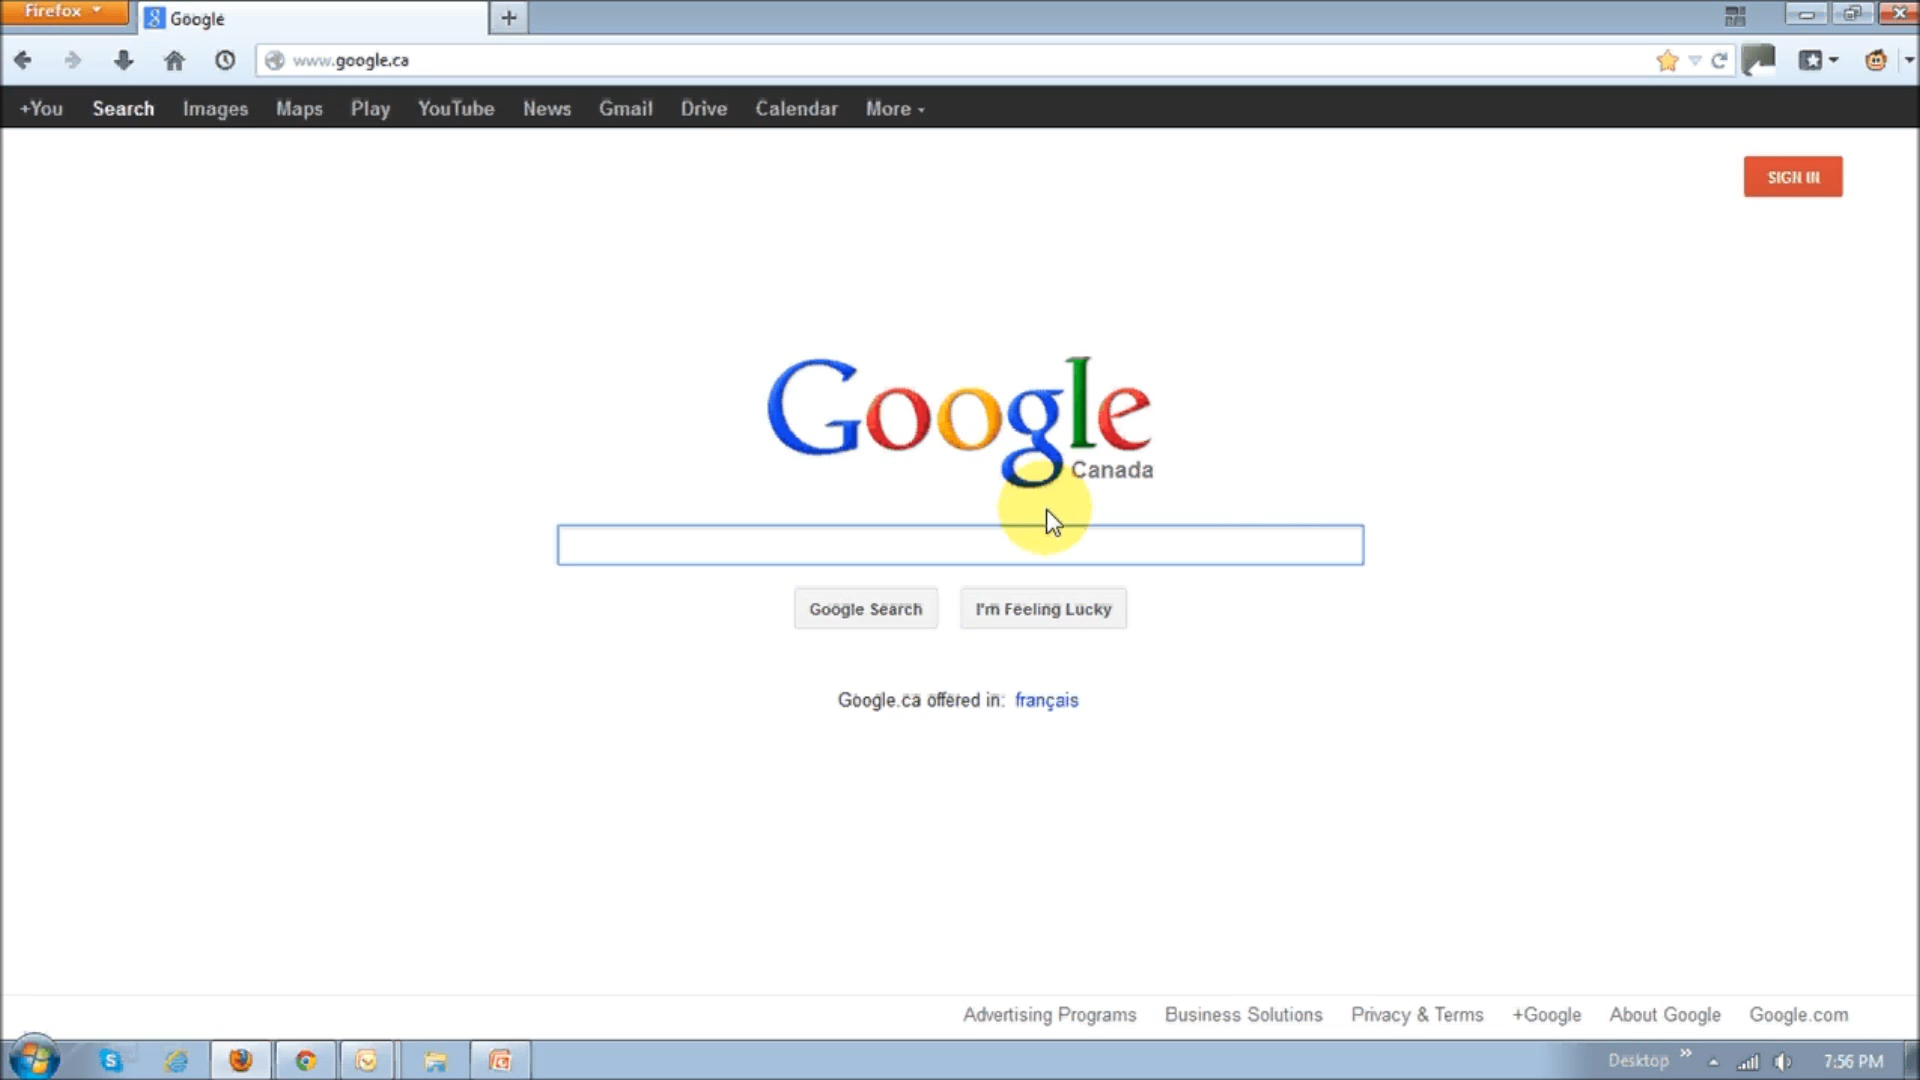 Firefox
Google
www.google.ca
+You Search Images Maps Play YouTube News Gmail Drive Calendar More
SIGN IN
Google
Canada
Google Search I'm Feeling Lucky
Google.ca offered in: français
Advertising Programs Business Solutions Privacy & Terms +Google About Google Google.com
Desktop 7:56 PM